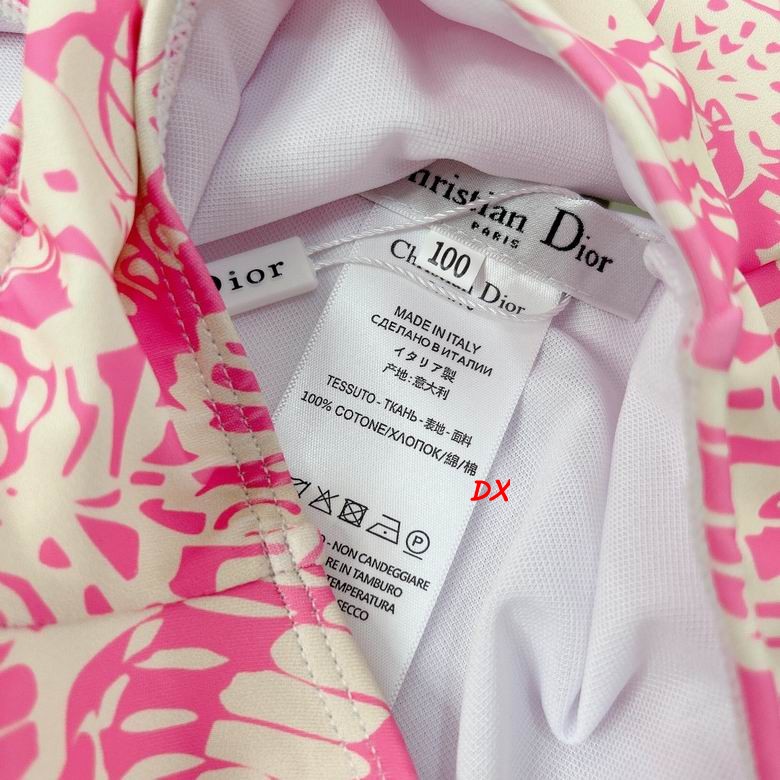 hristian Dior
PARIS
Dior
100
Ch an Dior
MADE IN ITALY
СДЕЛАНО В ИТАЛИИ
イタリア製
产地:意大利
TESSUTO - ТКАНЬ - 表地 - 面料
100% COTONE/ХЛОПОК/綿/棉
DX
P
- NON CANDEGGIARE
RE IN TAMBURO
TEMPERATURA
SECCO